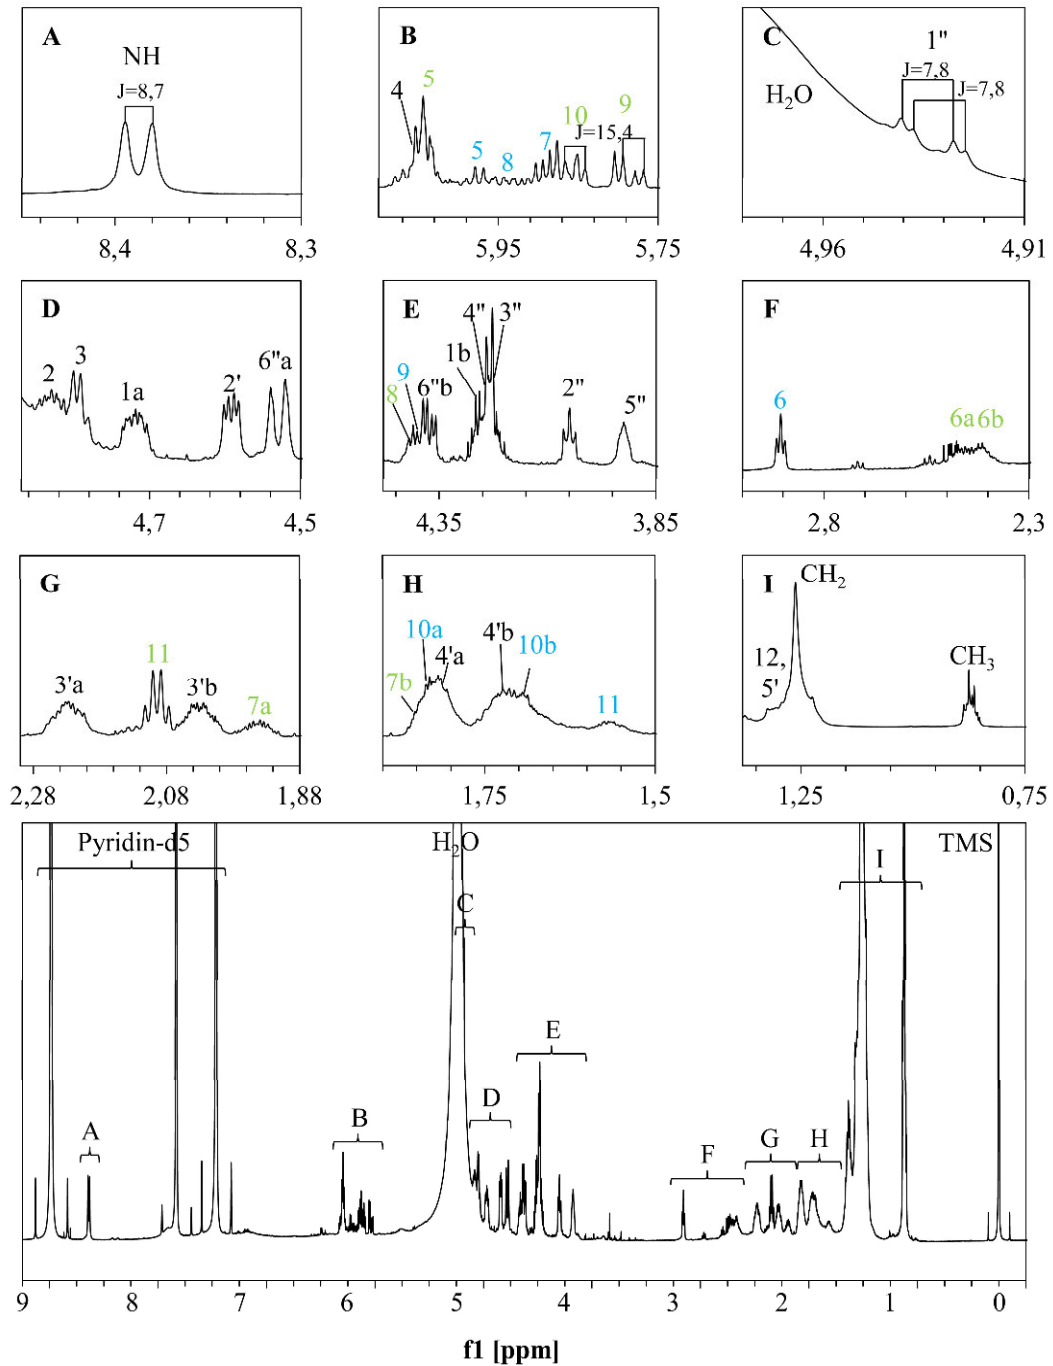 A
NH
J=8,7
8,4
8,3
B
4
5
5
8
7
10
J=15,4
9
5,95
5,75
C
1"
J=7,8
J=7,8
H₂O
4,96
4,91
D
2
3
1a
2'
6"a
4,7
4,5
E
4"
3"
1b
9
8
6"b
2"
5"
4,35
3,85
F
6
6a 6b
2,8
2,3
G
3'a
11
3'b
7a
2,28
2,08
1,88
H
10a
4'a
7b
4'b
10b
11
1,75
1,5
I
CH₂
12,
5'
CH₃
1,25
0,75
Pyridin-d5
H₂O
TMS
A
B
C
D
E
F
G
H
I
9 8 7 6 5 4 3 2 1 0
f1 [ppm]